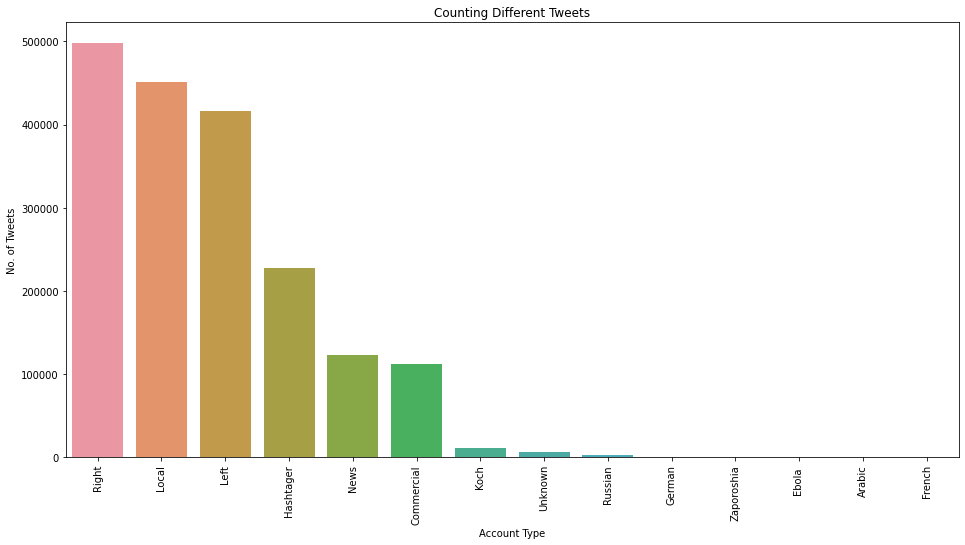 Counting Different Tweets
No. of Tweets
500000
400000
300000
200000
100000
0
Right
Local
Left
Hashtager
News
Commercial
Koch
Unknown
Russian
German
Zaporoshia
Ebola
Arabic
French
Account Type